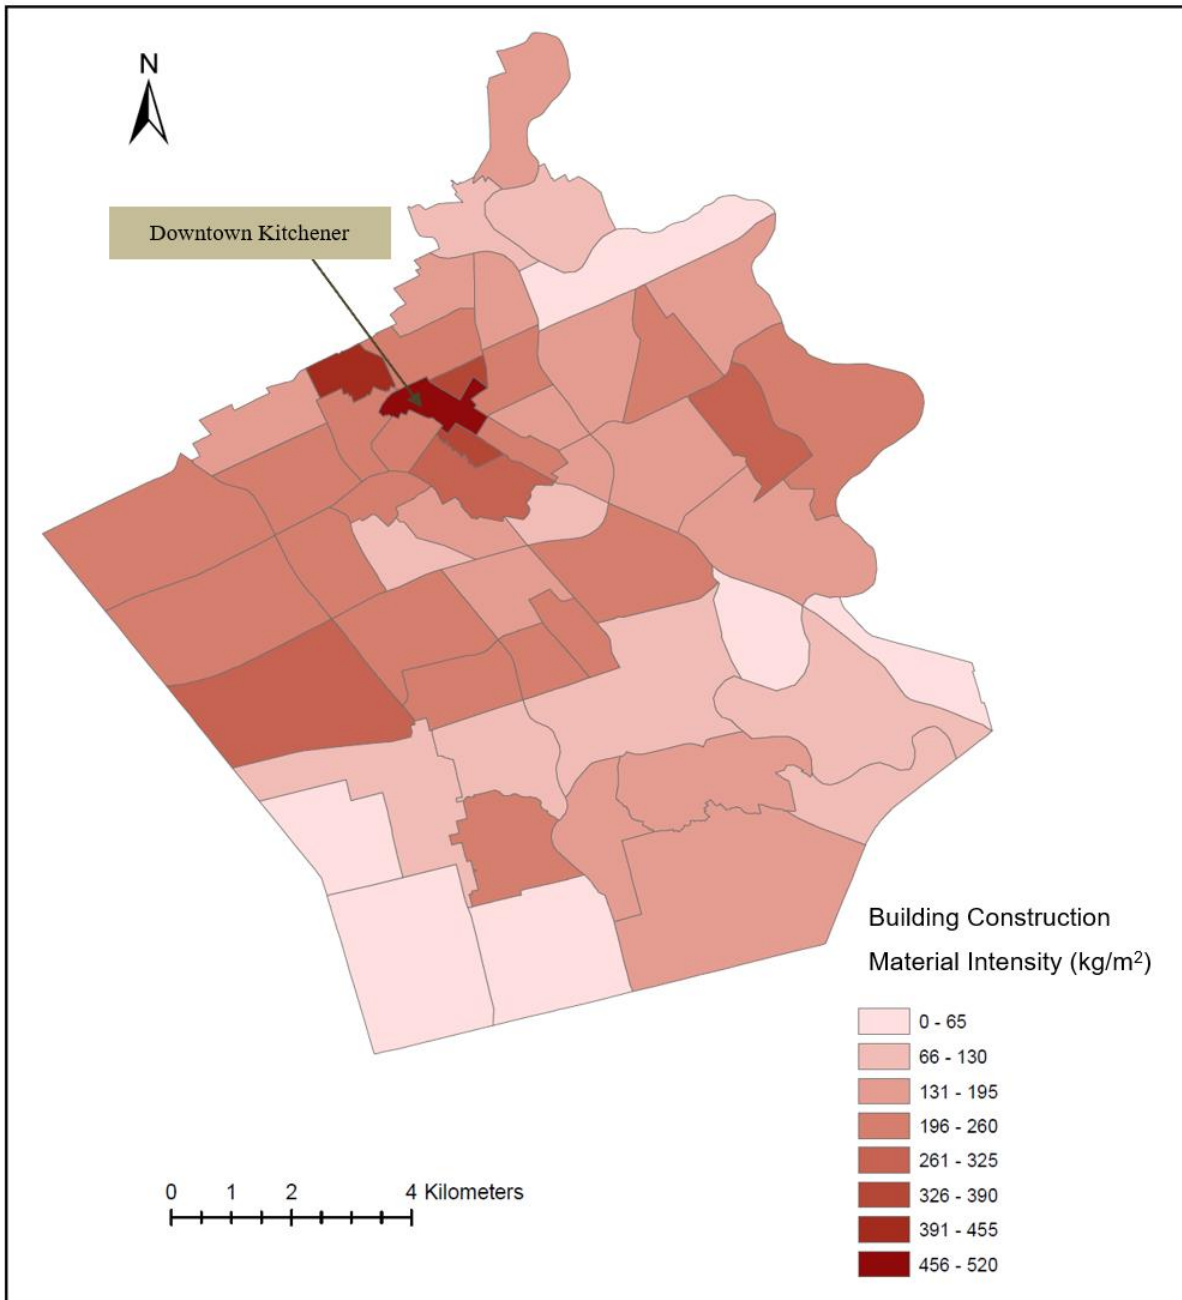 N
Downtown Kitchener
Building Construction
Material Intensity (kg/m²)
0 - 65
66 - 130
131 - 195
196 - 260
261 - 325
326 - 390
391 - 455
456 - 520
0 1 2 4 Kilometers